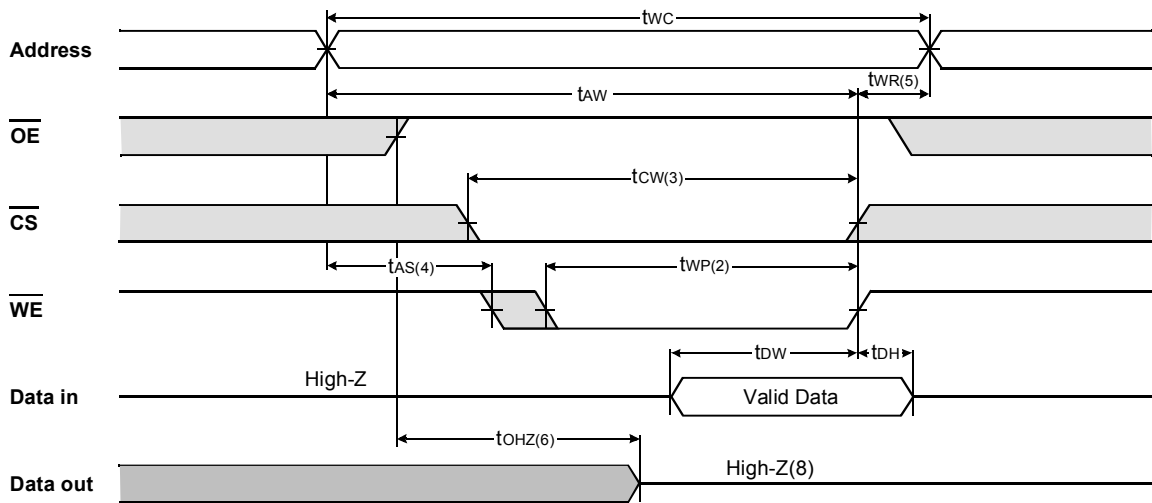 tWC
Address
tWR(5)
tAW
OE
tCW(3)
CS
tAS(4)
tWP(2)
WE
tDW
tDH
High-Z
Data in
Valid Data
tOHZ(6)
High-Z(8)
Data out